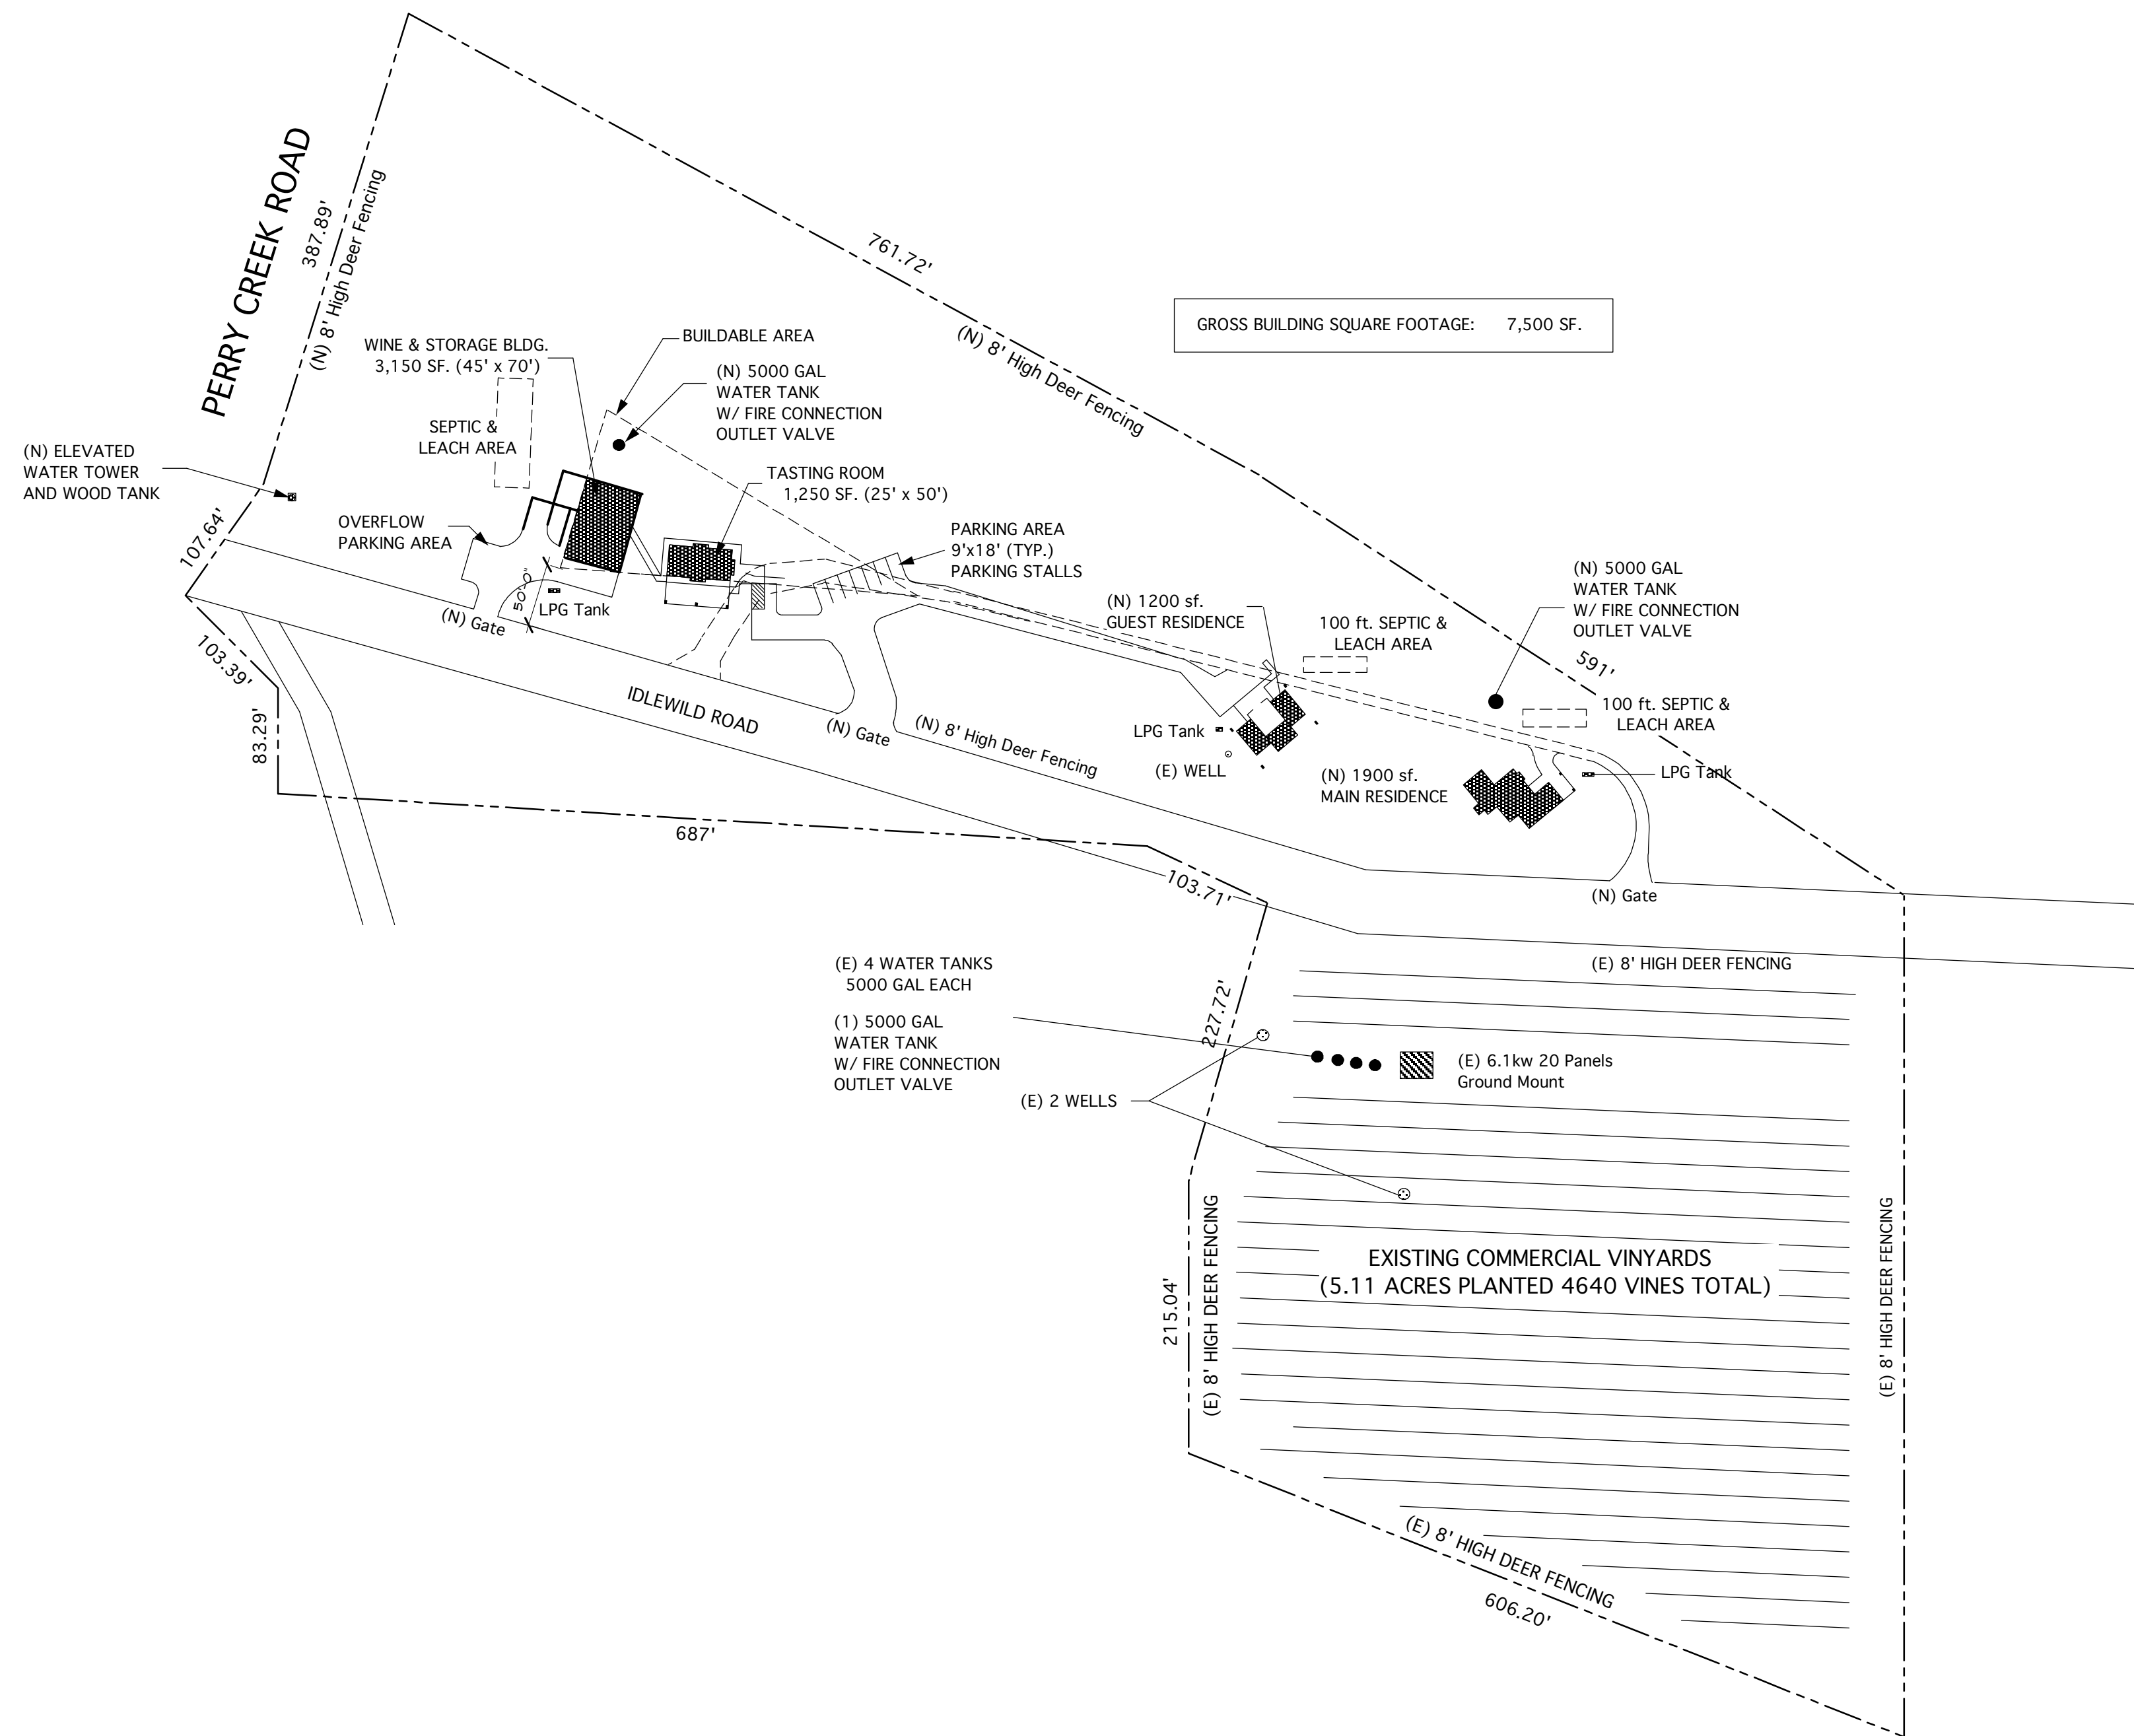 PERRY CREEK ROAD
387.89'
(N) 8' High Deer Fencing
761.72'
(N) 8' High Deer Fencing
GROSS BUILDING SQUARE FOOTAGE: 7,500 SF.
WINE & STORAGE BLDG.
3,150 SF. (45' x 70')
BUILDABLE AREA
(N) 5000 GAL
WATER TANK
W/ FIRE CONNECTION
OUTLET VALVE
SEPTIC &
LEACH AREA
(N) ELEVATED
WATER TOWER
AND WOOD TANK
TASTING ROOM
1,250 SF. (25' x 50')
OVERFLOW
PARKING AREA
PARKING AREA
9'x18' (TYP.)
PARKING STALLS
107.64'
50'-0"
LPG Tank
(N) Gate
103.39'
83.29'
IDLEWILD ROAD
(N) Gate
(N) 8' High Deer Fencing
(N) 1200 sf.
GUEST RESIDENCE
100 ft. SEPTIC &
LEACH AREA
(N) 5000 GAL
WATER TANK
W/ FIRE CONNECTION
OUTLET VALVE
591'
100 ft. SEPTIC &
LEACH AREA
LPG Tank
(E) WELL
(N) 1900 sf.
MAIN RESIDENCE
LPG Tank
687'
103.71'
(N) Gate
(E) 4 WATER TANKS
5000 GAL EACH
(1) 5000 GAL
WATER TANK
W/ FIRE CONNECTION
OUTLET VALVE
(E) 2 WELLS
227.72'
(E) 8' HIGH DEER FENCING
(E) 6.1kw 20 Panels
Ground Mount
(E) 8' HIGH DEER FENCING
215.04'
EXISTING COMMERCIAL VINYARDS
(5.11 ACRES PLANTED 4640 VINES TOTAL)
(E) 8' HIGH DEER FENCING
(E) 8' HIGH DEER FENCING
606.20'